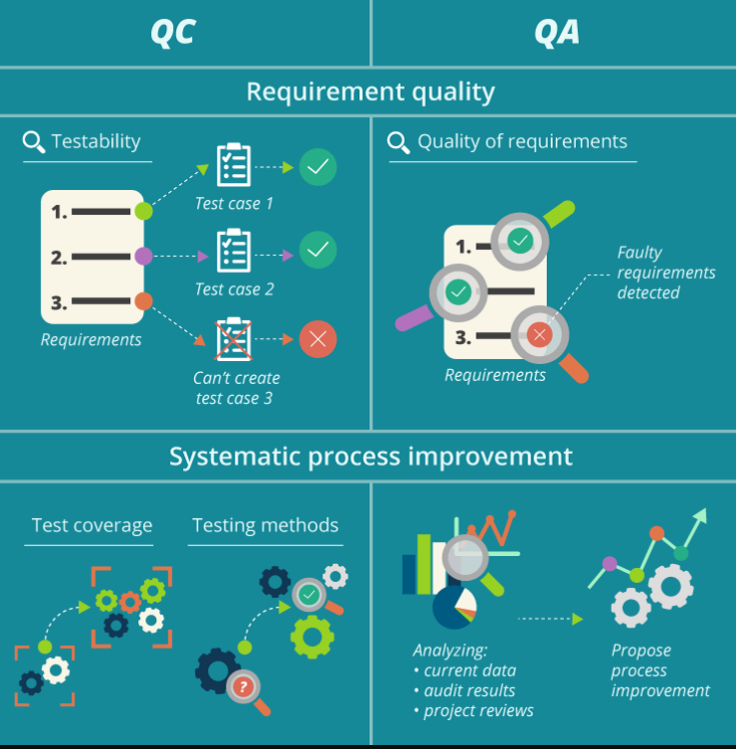 QC
QA
Requirement quality
Testability
1.
2.
3.
Requirements
Test case 1
Test case 2
Can't create
test case 3
Quality of requirements
1.
3.
Requirements
Faulty
requirements
detected
Systematic process improvement
Test coverage
Testing methods
?
Analyzing:
• current data
• audit results
• project reviews
Propose
process
improvement